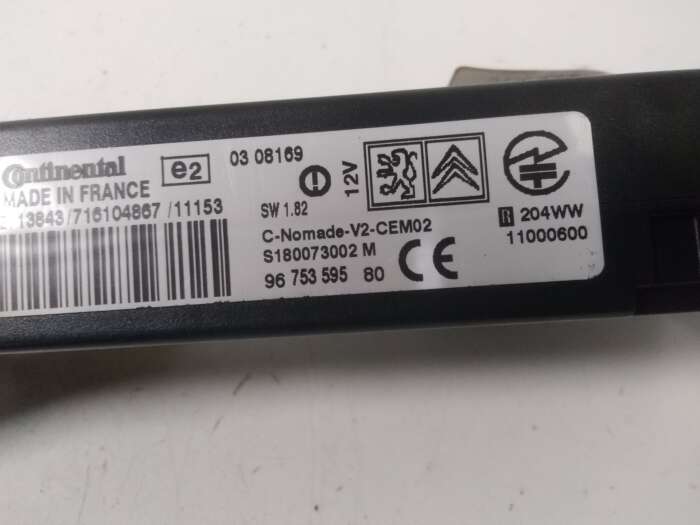 Continental
MADE IN FRANCE
13843/716104867/11153
e2
03 08169
SW 1.82
12V
C-Nomade-V2-CEM02
S180073002 M
96 753 595 80
CE
R 204WW
11000600